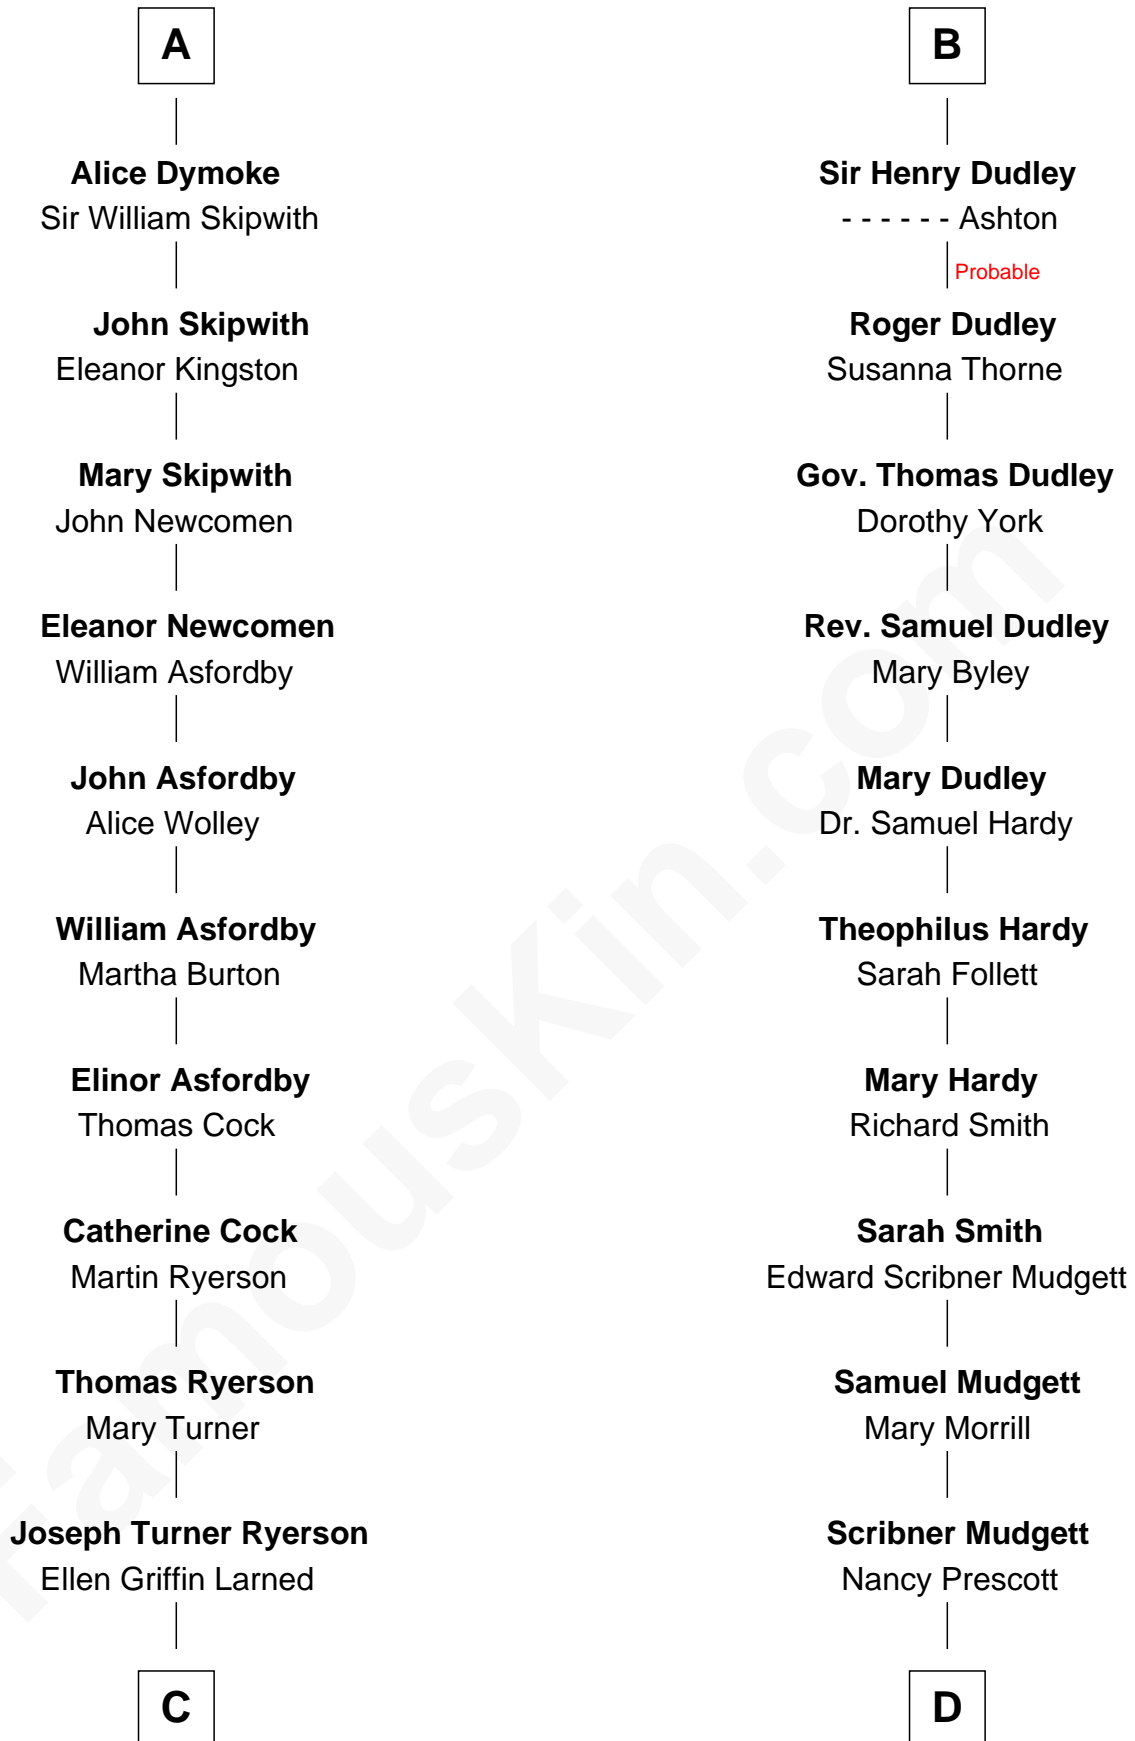 A
Alice Dymoke
Sir William Skipwith
John Skipwith
Eleanor Kingston
Mary Skipwith
John Newcomen
Eleanor Newcomen
William Asfordby
John Asfordby
Alice Wolley
William Asfordby
Martha Burton
Elinor Asfordby
Thomas Cock
Catherine Cock
Martin Ryerson
Thomas Ryerson
Mary Turner
Joseph Turner Ryerson
Ellen Griffin Larned
C
B
Sir Henry Dudley
- - - - - - Ashton
Probable
Roger Dudley
Susanna Thorne
Gov. Thomas Dudley
Dorothy York
Rev. Samuel Dudley
Mary Byley
Mary Dudley
Dr. Samuel Hardy
Theophilus Hardy
Sarah Follett
Mary Hardy
Richard Smith
Sarah Smith
Edward Scribner Mudgett
Samuel Mudgett
Mary Morrill
Scribner Mudgett
Nancy Prescott
D
FamousKin.com